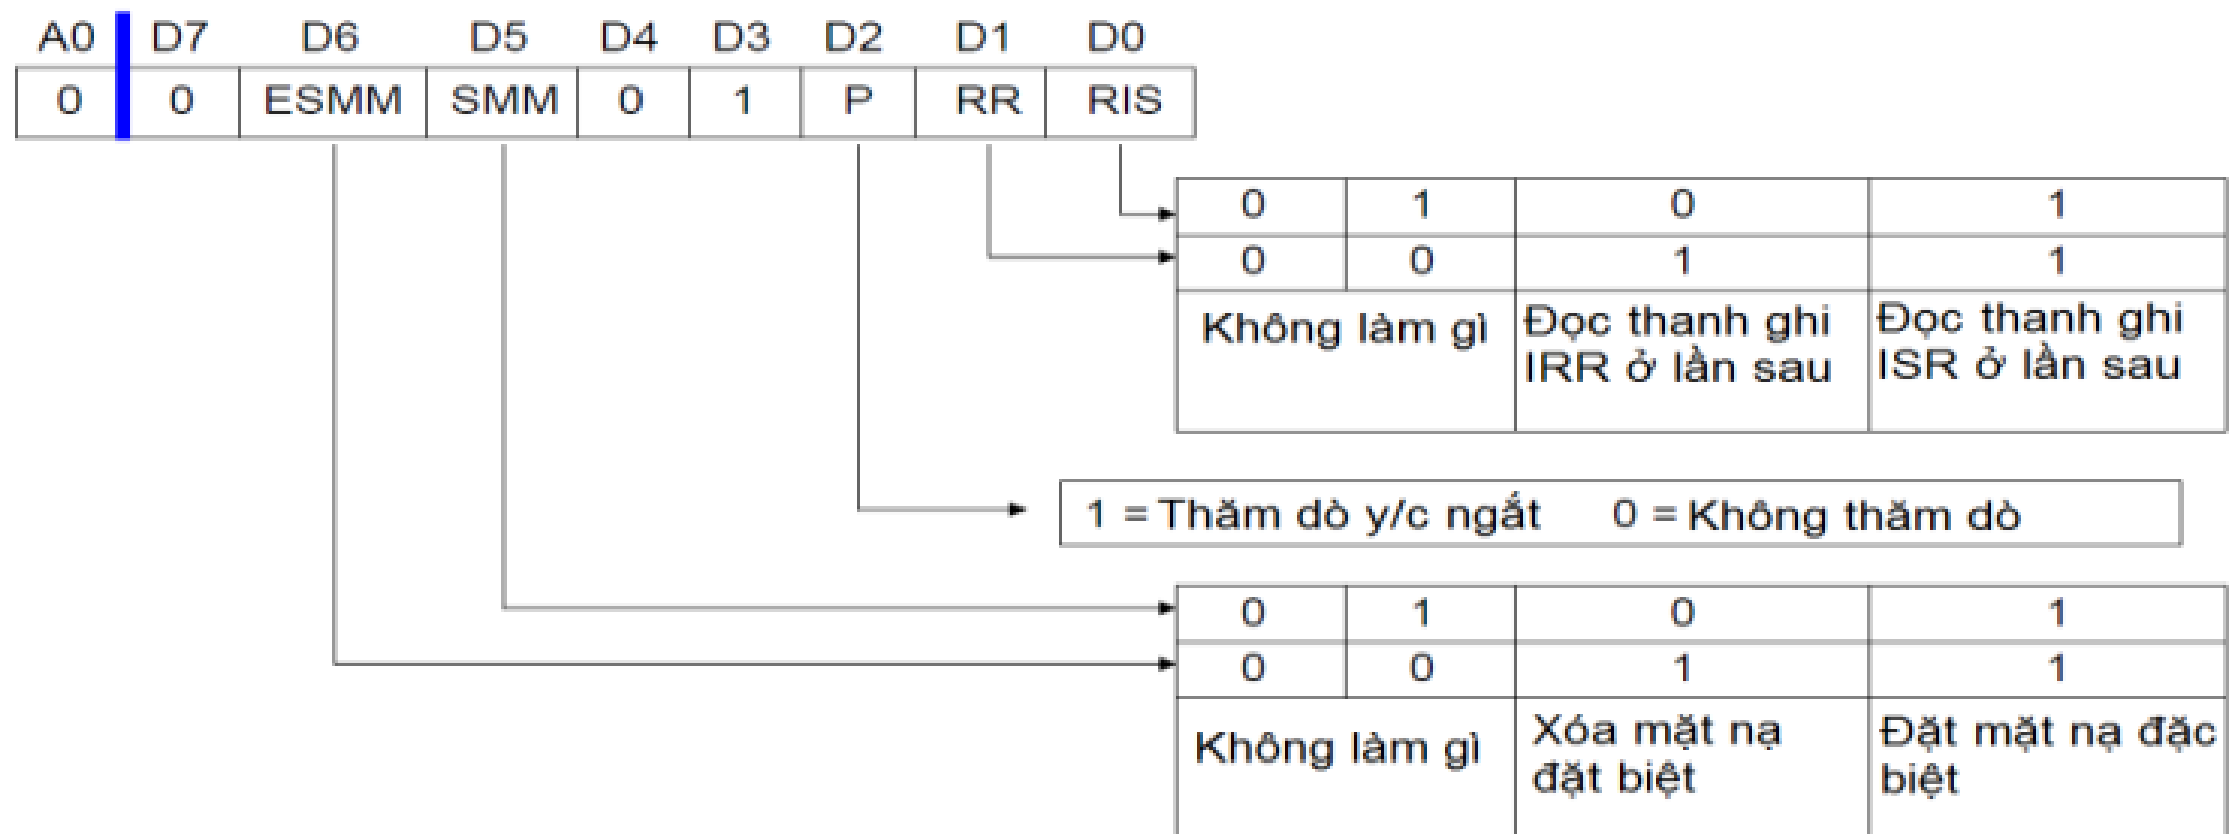 A0 D7 D6 D5 D4 D3 D2 D1 D0
0 0 ESMM SMM 0 1 P RR RIS
0 1 0 1
0 0 1 1
Không làm gì
Đọc thanh ghi
IRR ở lần sau
Đọc thanh ghi
ISR ở lần sau
1 = Thăm dò y/c ngắt 0 = Không thăm dò
0 1 0 1
0 0 1 1
Không làm gì
Xóa mặt nạ
đặt biệt
Đặt mặt nạ đặc
biệt